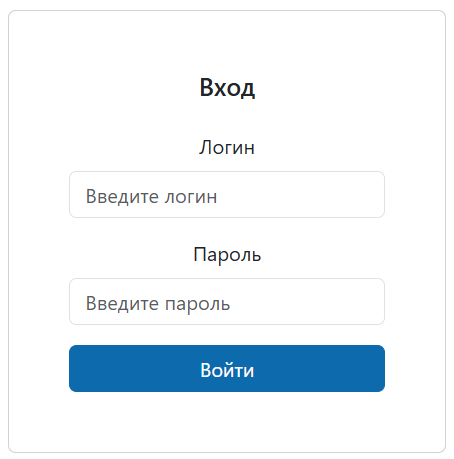 Вход
Логин
Введите логин
Пароль
Введите пароль
Войти